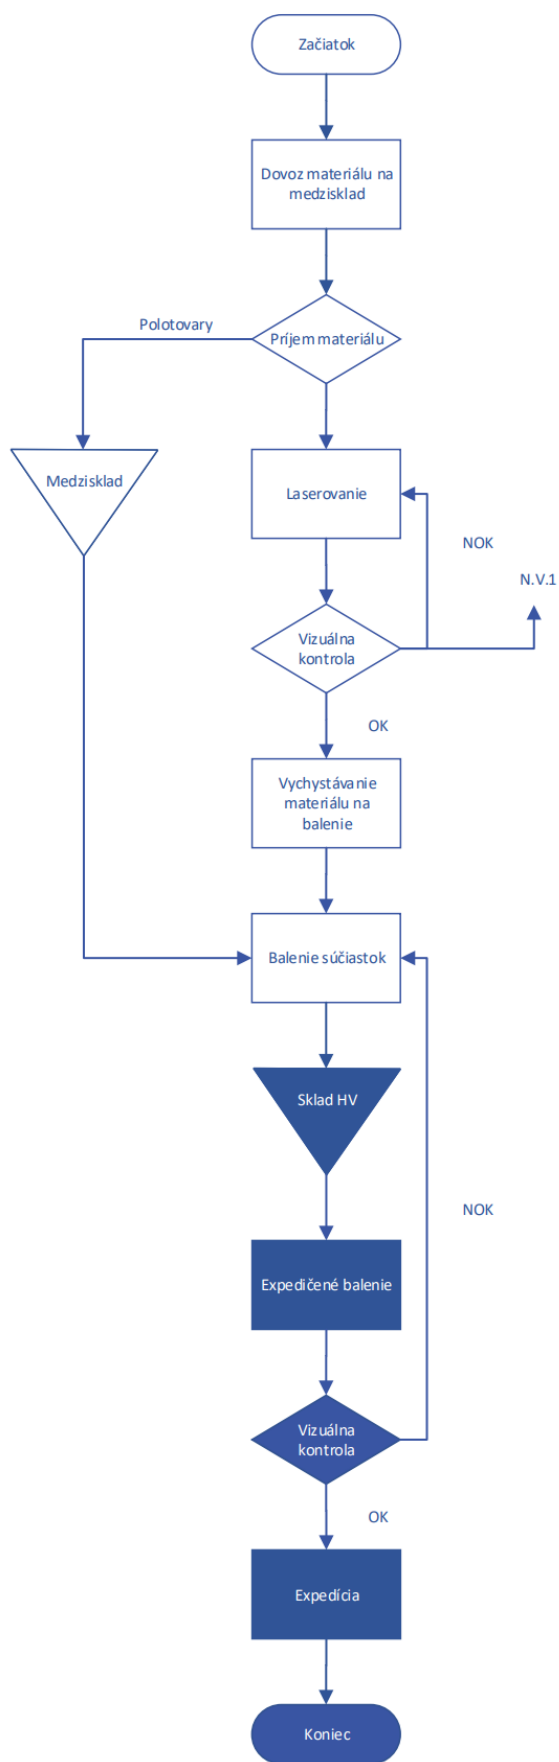 Začiatok
Dovoz materiálu na
medzisklad
Polotovary
Príjem materiálu
Medzisklad
Laserovanie
NOK
N.V.1
Vizuálna
kontrola
OK
Vychystávanie
materiálu na
balenie
Balenie súčiastok
Sklad HV
NOK
Expedičené balenie
Vizuálna
kontrola
OK
Expedícia
Koniec